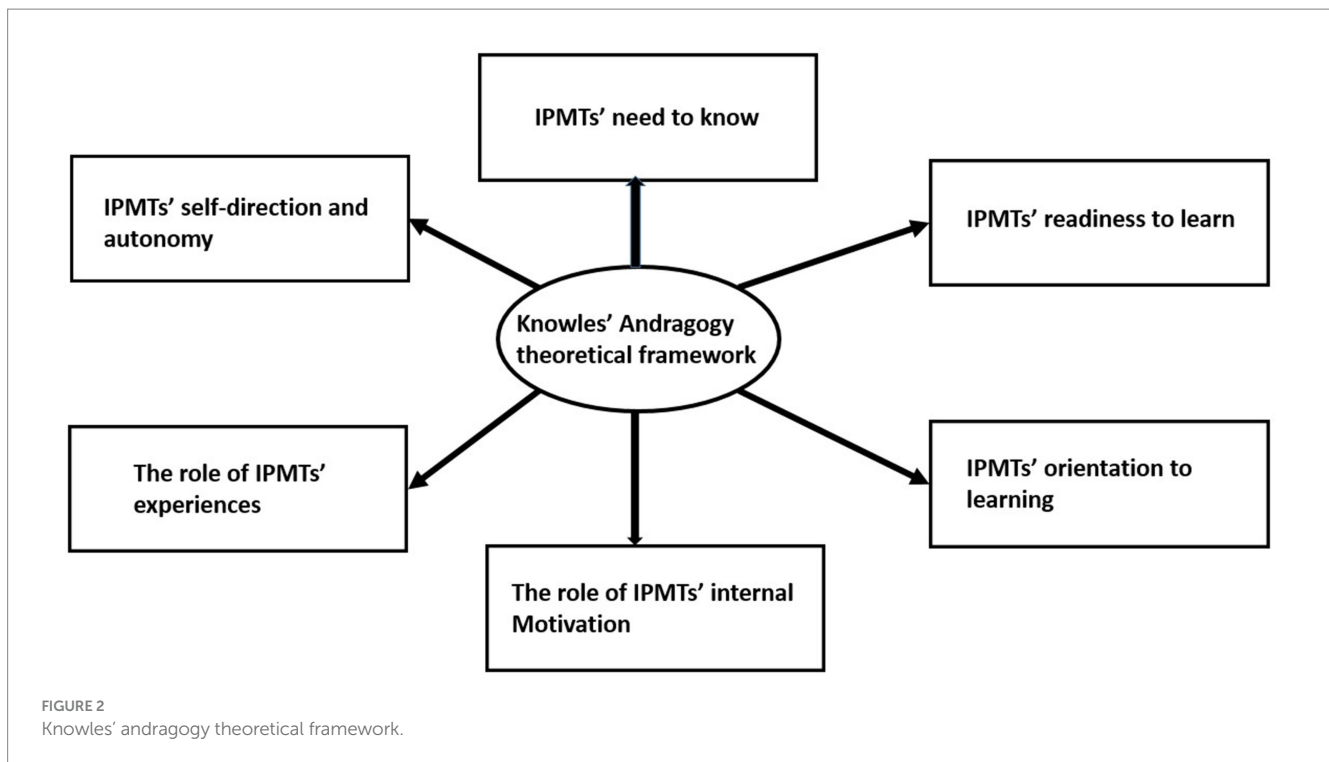 IPMTs’ need to know
IPMTs’ self-direction and
autonomy
IPMTs’ readiness to learn
Knowles’ Andragogy
theoretical framework
The role of IPMTs’
experiences
IPMTs’ orientation to
learning
The role of IPMTs’ internal
Motivation
FIGURE 2
Knowles’ andragogy theoretical framework.